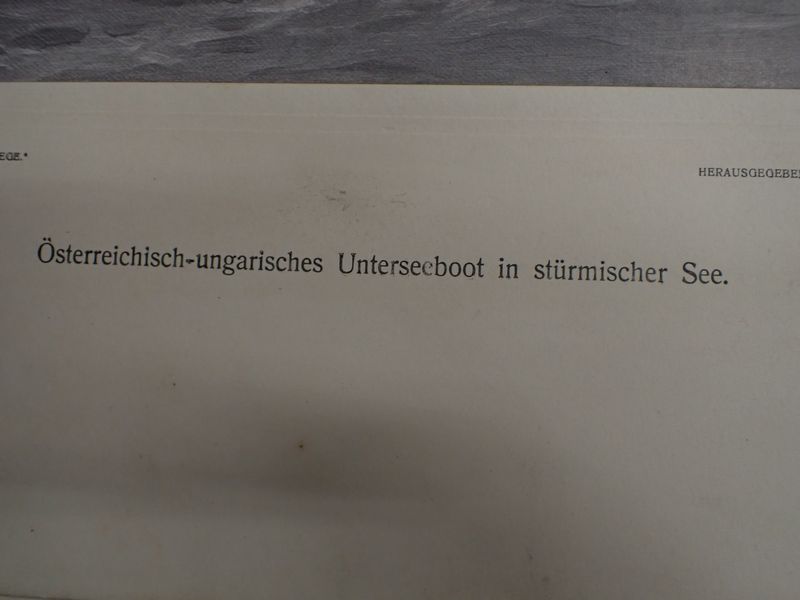 EGE.*
HERAUSGEGEBE
Österreichisch-ungarisches Unterseeboot in stürmischer See.